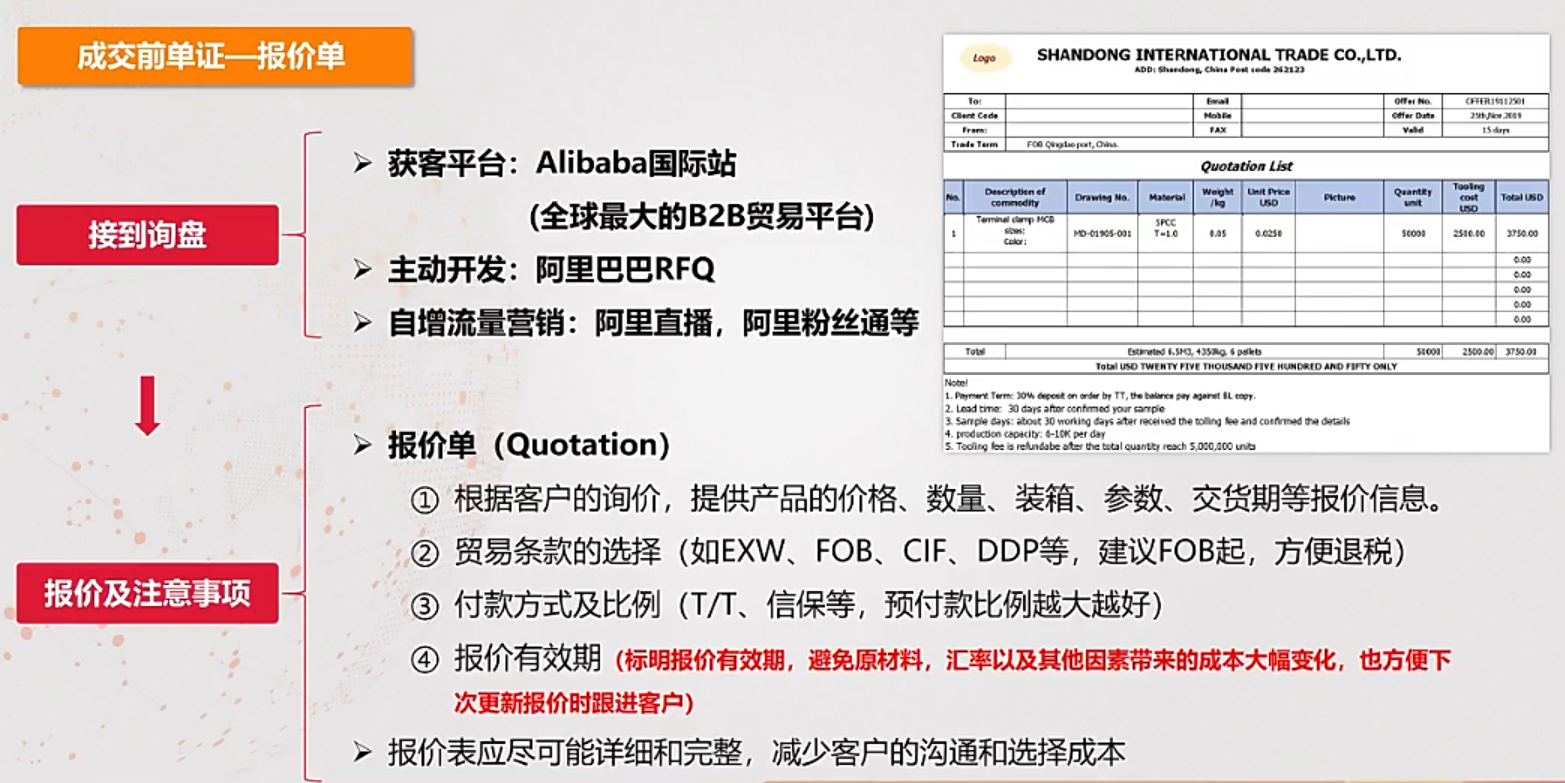 成交前单证—报价单
接到询盘
➢ 获客平台：Alibaba国际站
(全球最大的B2B贸易平台)
➢ 主动开发：阿里巴巴RFQ
➢ 自增流量营销：阿里直播，阿里粉丝通等
Logo
SHANDONG INTERNATIONAL TRADE CO.,LTD.
ADD: Shandong, China Post code 262123
To: Email Offer No. OFFER19112501
Client Code Mobile Offer Date 25th,Nov.2019
From: FAX Valid 15 days
Trade Term FOB Qingdao port, China.
Quotation List
No. Description of commodity Drawing No. Material Weight /kg Unit Price USD Picture Quantity unit Tooling cost USD Total USD
1 Terminal clamp MCB sizes: Color: MD-01905-001 SPCC T=1.0 0.05 0.0250 50000 2500.00 3750.00
0.00
0.00
0.00
0.00
0.00
Total Estimated 6.5M3, 4350kg, 6 pallets 50000 2500.00 3750.00
Total USD TWENTY FIVE THOUSAND FIVE HUNDRED AND FIFTY ONLY
Note!
1. Payment Term: 30% deposit on order by TT, the balance pay against BL copy.
2. Lead time: 30 days after confirmed your sample
3. Sample days: about 30 working days after received the tolling fee and confirmed the details
4. production capacity: 6-10K per day
5. Tooling fee is refundabe after the total quantity reach 5,000,000 units
报价及注意事项
➢ 报价单（Quotation）
① 根据客户的询价，提供产品的价格、数量、装箱、参数、交货期等报价信息。
② 贸易条款的选择（如EXW、FOB、CIF、DDP等，建议FOB起，方便退税）
③ 付款方式及比例（T/T、信保等，预付款比例越大越好）
④ 报价有效期（标明报价有效期，避免原材料，汇率以及其他因素带来的成本大幅变化，也方便下
次更新报价时跟进客户）
➢ 报价表应尽可能详细和完整，减少客户的沟通和选择成本